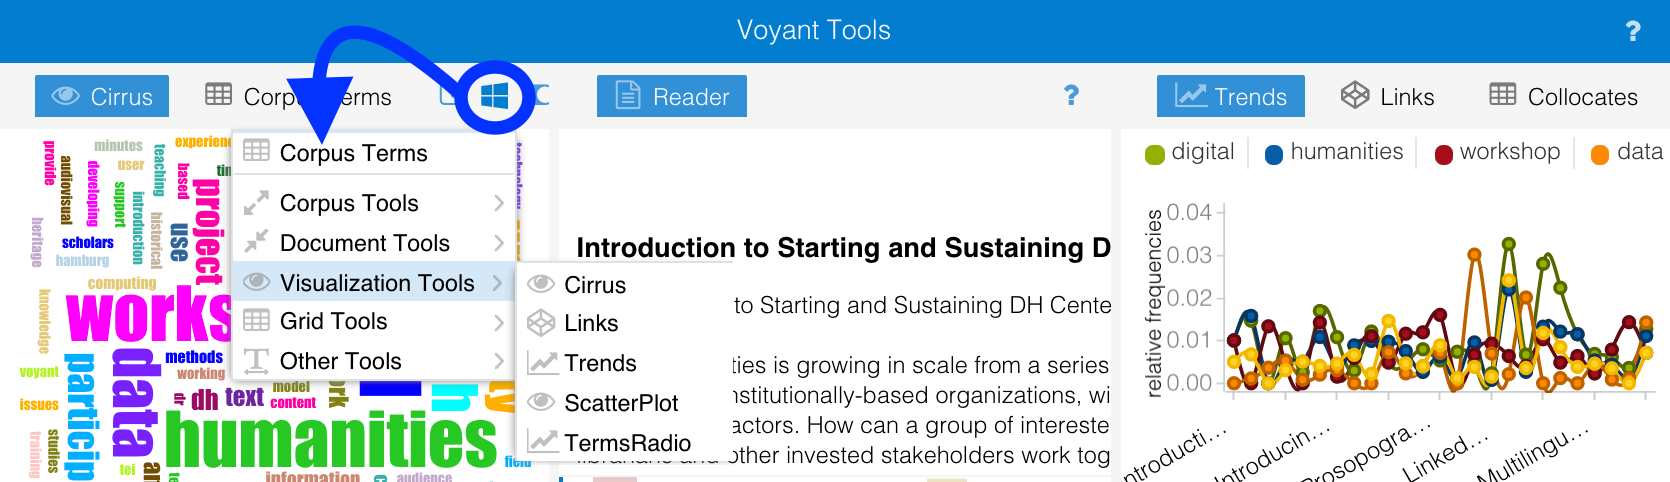 Voyant Tools
?
Cirrus
Reader
?
Trends
Links
Collocates
digital
humanities
workshop
data
Corpus Terms
Corpus Tools
Document Tools
Visualization Tools
Grid Tools
Other Tools
Cirrus
Links
Trends
ScatterPlot
TermsRadio
minutes
provide
audiovisual
developing
user
teaching
support
introduction
based
project
historical
use
heritage
scholars
hamburg
computing
knowledge
works
methods
working
voyant
issues
particip
data
dh
text
model
content
humanities
training
studies
tei
information
audience
field
Introduction to Starting and Sustaining D
to Starting and Sustaining DH Cente
ties is growing in scale from a series
nstitutionally-based organizations, wi
actors. How can a group of intereste
other invested stakeholders work tog
relative frequencies
0.04
0.03
0.02
0.01
0.00
ntroducti...
Introducin...
Prosopogra...
Linked...
Multilingu...